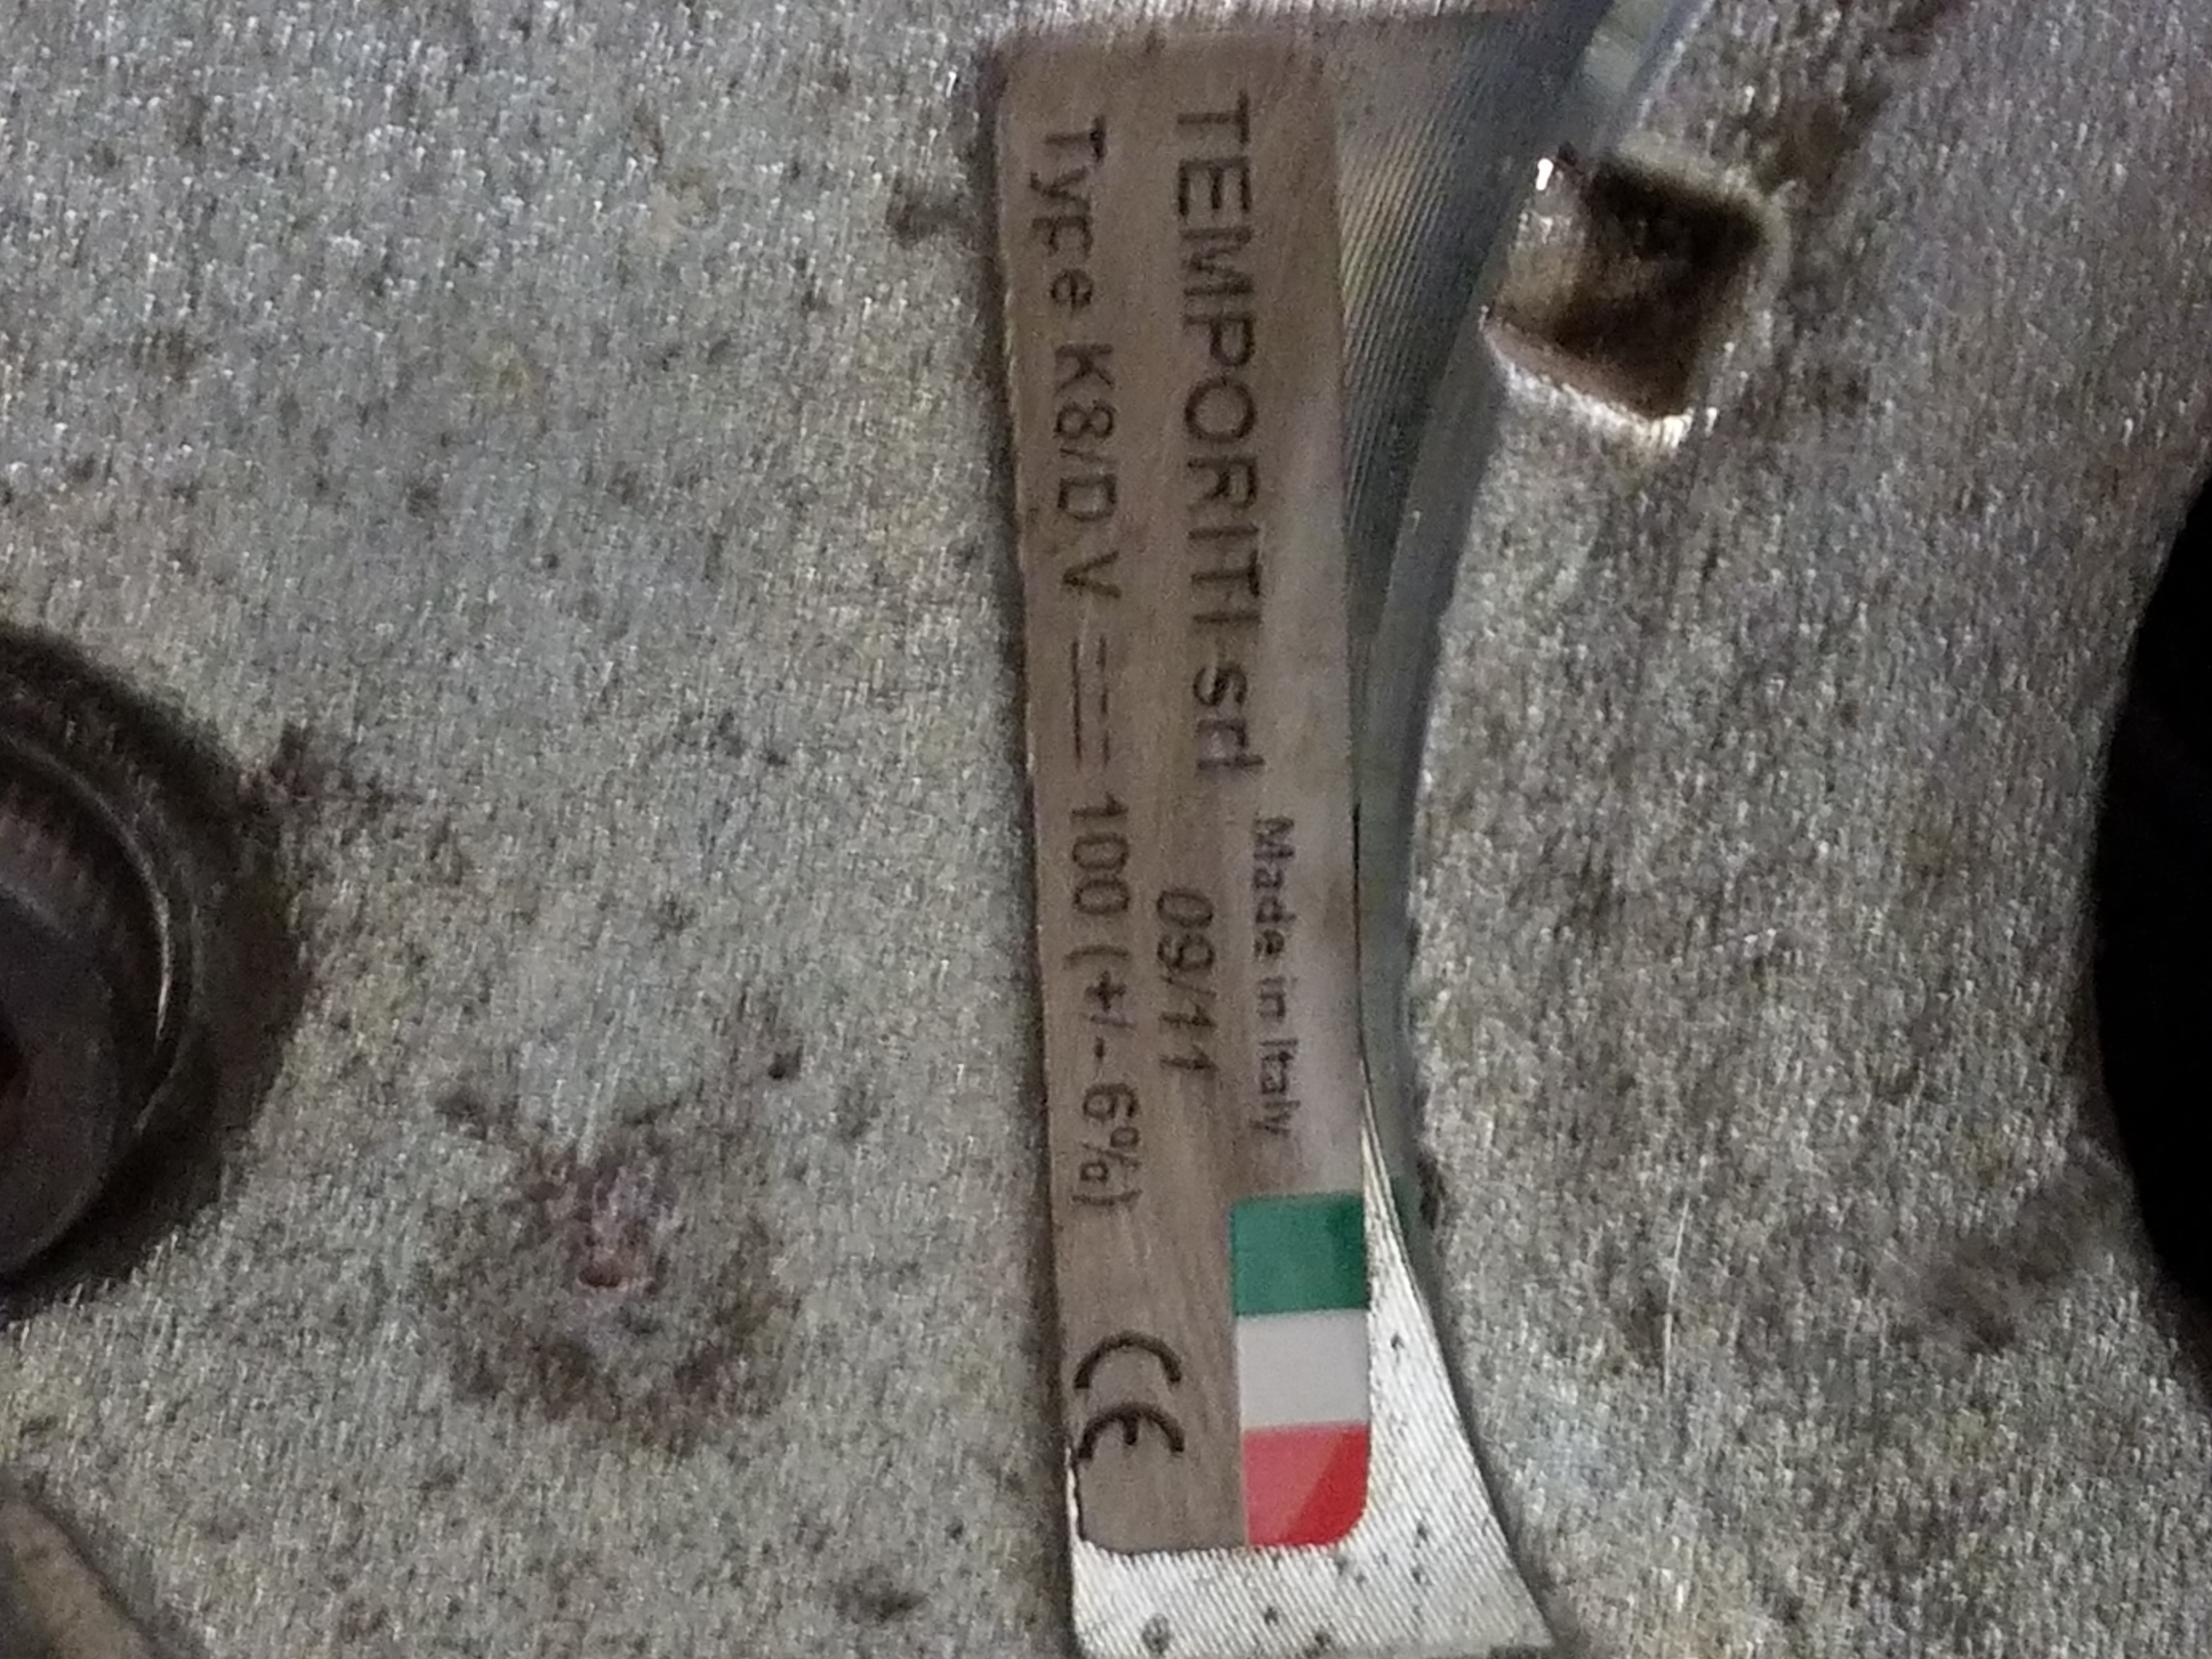 TEMPORITI srl
Made in Italy
09/11
Type K8/D V ⎓ 100 (+/- 6%)
CE